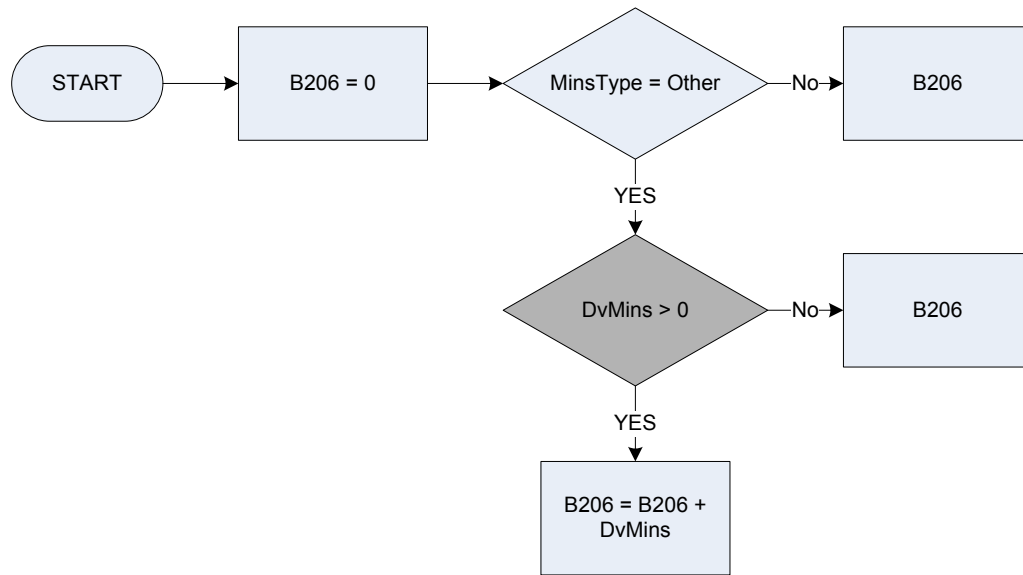 START
B206 = 0
MinsType = Other
No
B206
YES
DvMins > 0
No
B206
YES
B206 = B206 +
DvMins